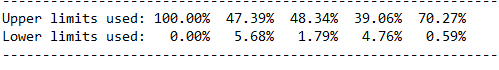 --------------------------------------------------------------
Upper limits used: 100.00% 47.39% 48.34% 39.06% 70.27%
Lower limits used: 0.00% 5.68% 1.79% 4.76% 0.59%
--------------------------------------------------------------